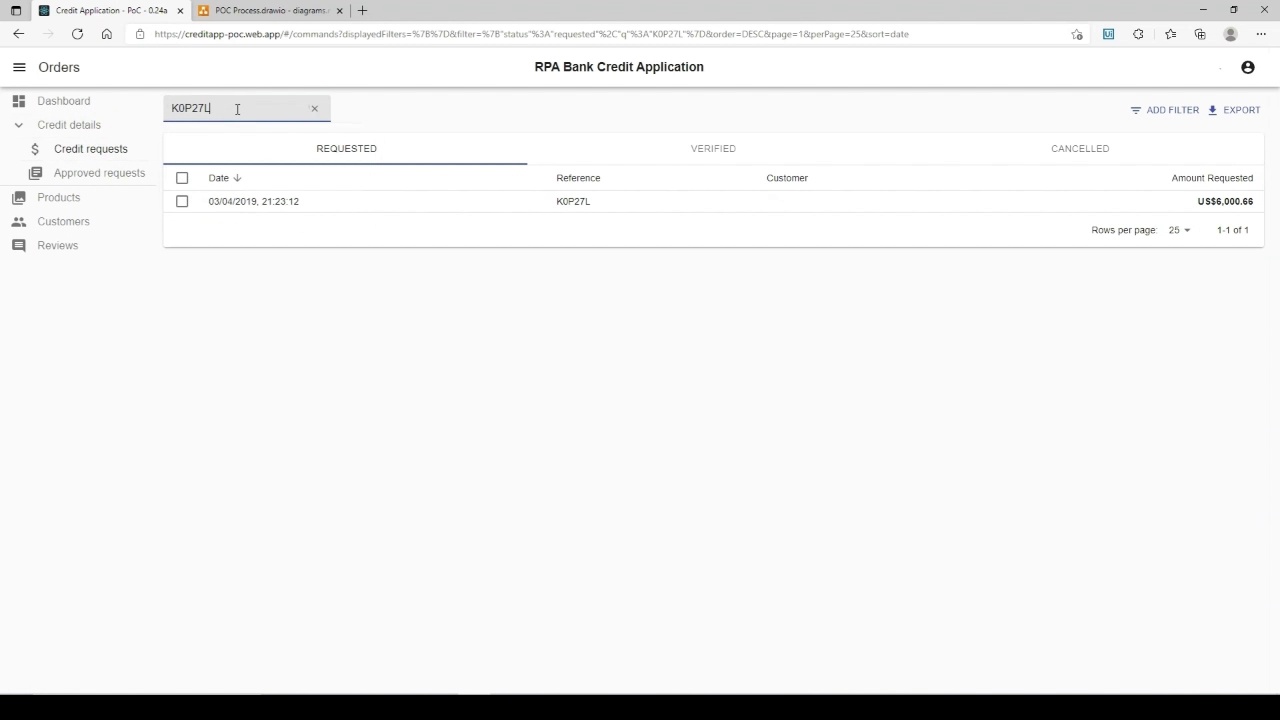 Credit Application - PoC - 0.24a
POC Process.drawio - diagrams.
https://creditapp-poc.web.app/#/commands?displayedFilters=%7B%7D&filter=%7B"status"%3A"requested"%2C"q"%3A"K0P27L"%7D&order=DESC&page=1&perPage=25&sort=date
Orders
RPA Bank Credit Application
Dashboard
Credit details
Credit requests
Approved requests
Products
Customers
Reviews
K0P27L
ADD FILTER
EXPORT
REQUESTED VERIFIED CANCELLED
Date Reference Customer Amount Requested
03/04/2019, 21:23:12 K0P27L US$6,000.66
Rows per page: 25 1-1 of 1